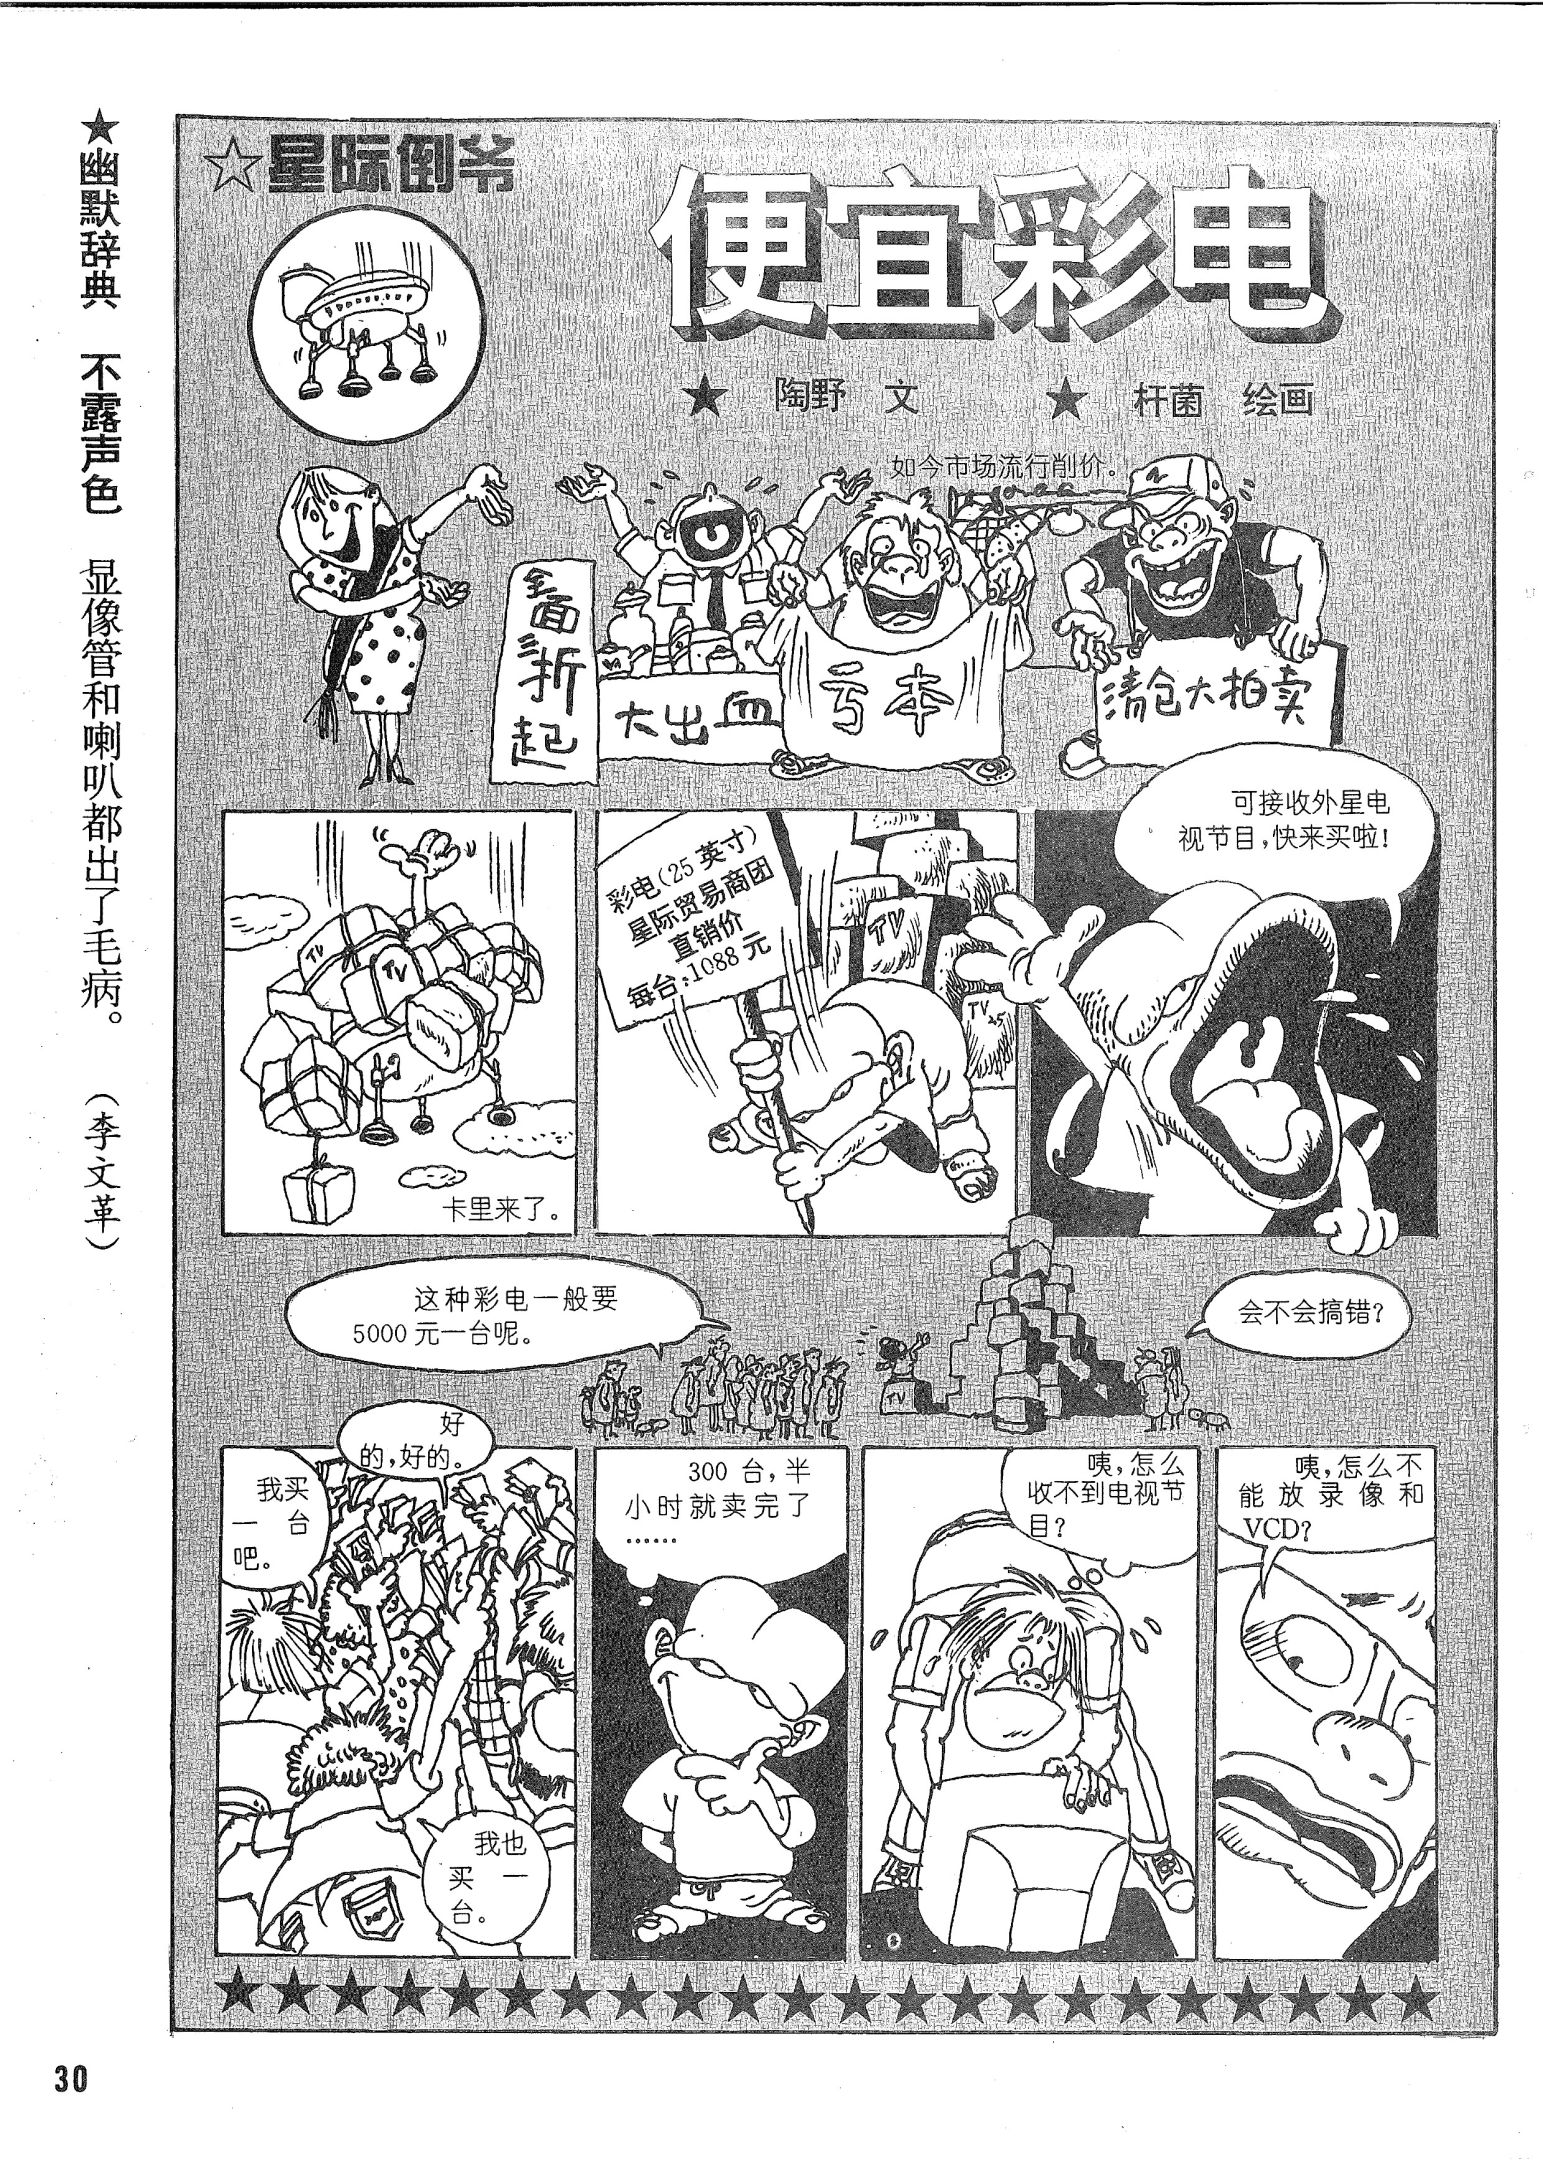 ★幽默辞典 不露声色 显像管和喇叭都出了毛病。 （李文革）
☆星际倒爷
便宜彩电
★ 陶野 文 ★ 杆菌 绘画
如今市场流行削价。
全面三折起
大出血
亏本
清仓大拍卖
TV
TV
卡里来了。
彩电（25英寸）
星际贸易商团
直销价
每台：1088元
TV
TV
可接收外星电
视节目，快来买啦！
这种彩电一般要
5000元一台呢。
会不会搞错？
TV
好
的，好的。
我买
一台
吧。
我也
买一
台。
300台，半
小时就卖完了
……
咦，怎么
收不到电视节
目？
咦，怎么不
能放录像和
VCD？
30